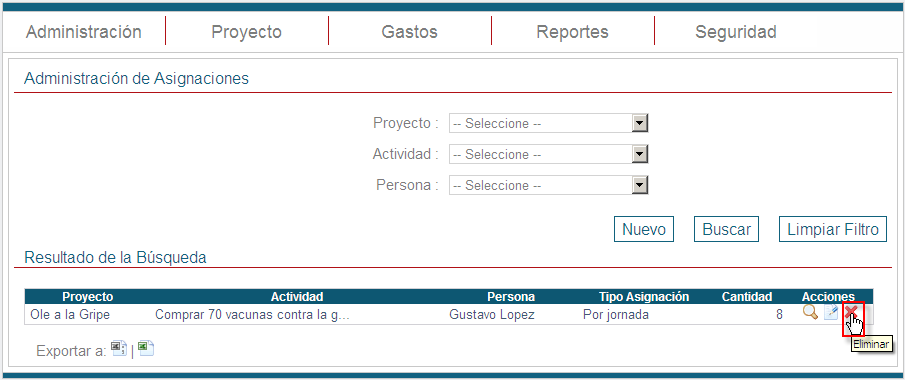 Administración Proyecto Gastos Reportes Seguridad
Administración de Asignaciones
Proyecto : -- Seleccione --
Actividad : -- Seleccione --
Persona : -- Seleccione --
Nuevo Buscar Limpiar Filtro
Resultado de la Búsqueda
Proyecto Actividad Persona Tipo Asignación Cantidad Acciones
Ole a la Gripe Comprar 70 vacunas contra la g... Gustavo Lopez Por jornada 8
Eliminar
Exportar a: |